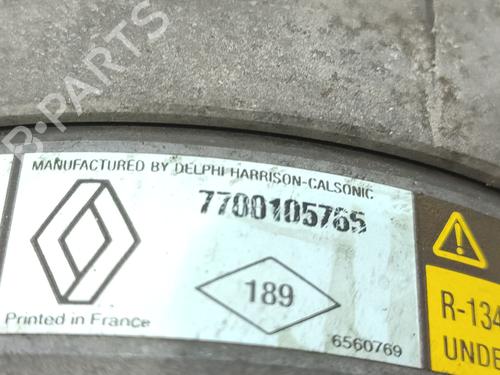 B-PARTS
MANUFACTURED BY DELPHI HARRISON-CALSONIC
7700105765
189
Printed in France
6560769
R-134
UNDE